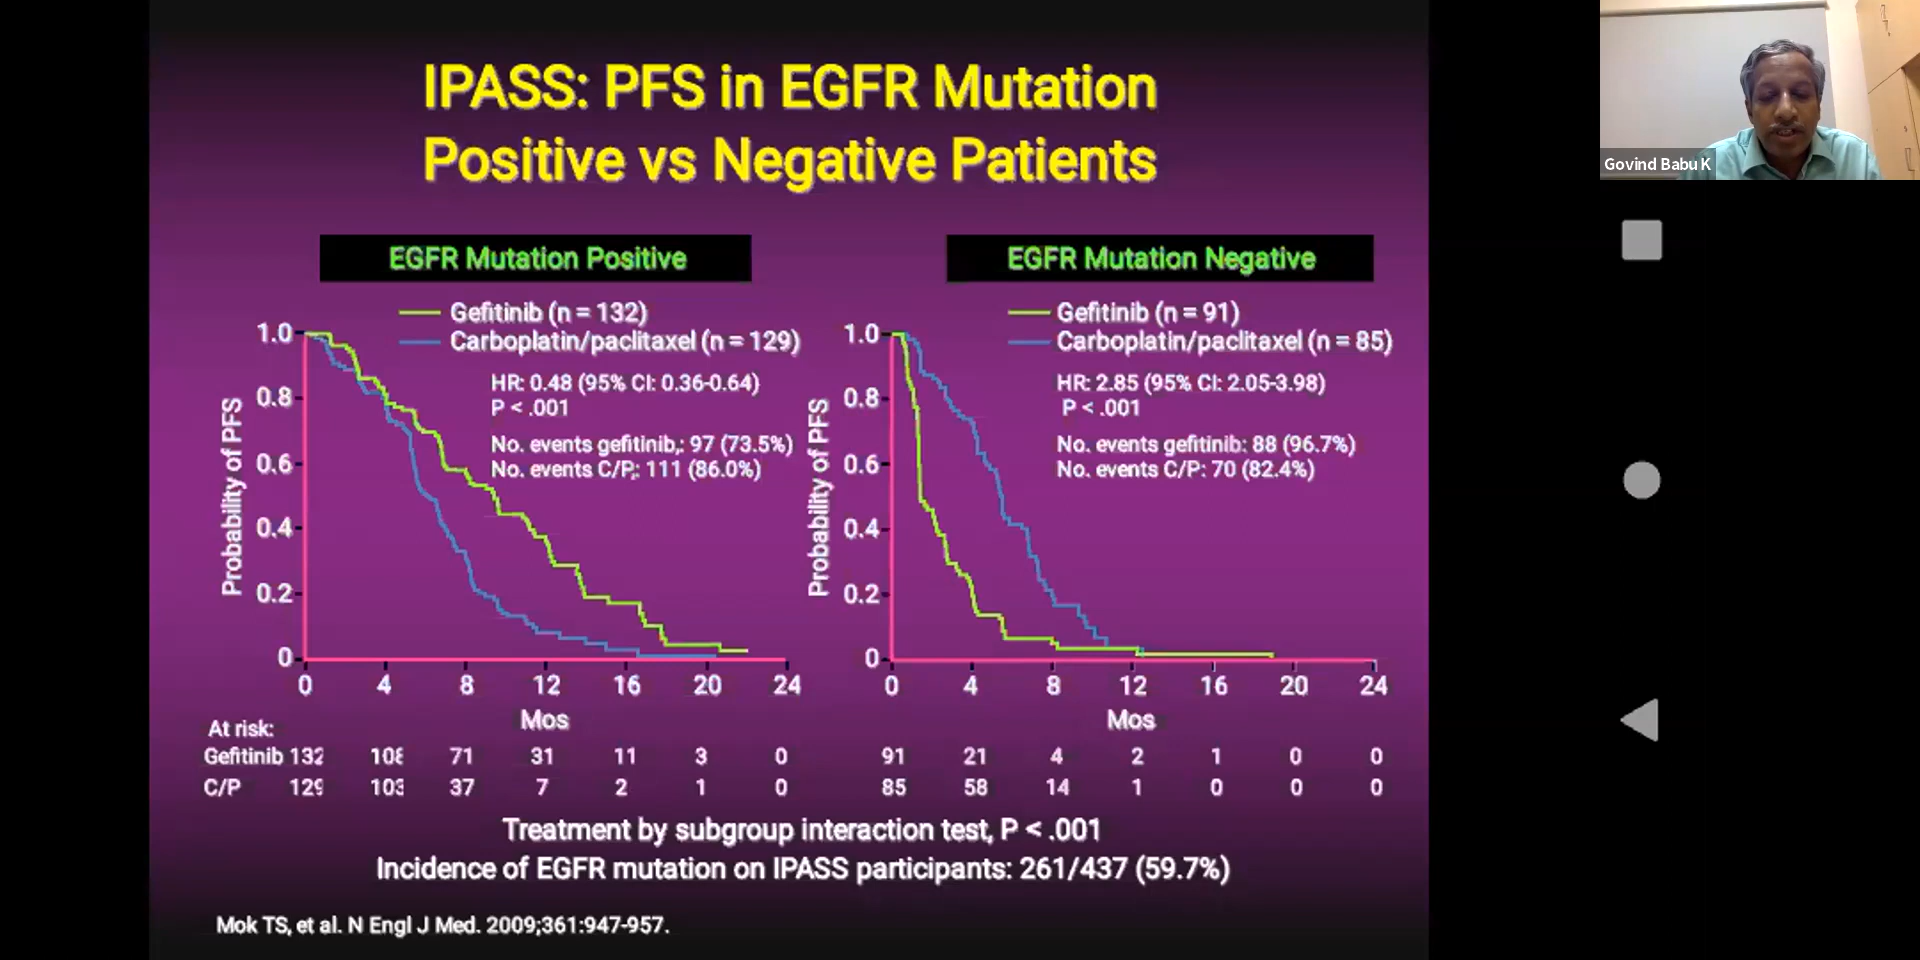 IPASS: PFS in EGFR Mutation
Positive vs Negative Patients
Govind Babu K
EGFR Mutation Positive
Gefitinib (n = 132)
Carboplatin/paclitaxel (n = 129)
HR: 0.48 (95% CI: 0.36-0.64)
P < .001
No. events gefitinib,: 97 (73.5%)
No. events C/P,: 111 (86.0%)
Probability of PFS
1.0
0.8
0.6
0.4
0.2
0
0 4 8 12 16 20 24
Mos
EGFR Mutation Negative
Gefitinib (n = 91)
Carboplatin/paclitaxel (n = 85)
HR: 2.85 (95% CI: 2.05-3.98)
P < .001
No. events gefitinib: 88 (96.7%)
No. events C/P: 70 (82.4%)
Probability of PFS
1.0
0.8
0.6
0.4
0.2
0
0 4 8 12 16 20 24
Mos
At risk:
Gefitinib 132 108 71 31 11 3 0 91 21 4 2 1 0 0
C/P 129 103 37 7 2 1 0 85 58 14 1 0 0 0
Treatment by subgroup interaction test, P < .001
Incidence of EGFR mutation on IPASS participants: 261/437 (59.7%)
Mok TS, et al. N Engl J Med. 2009;361:947-957.